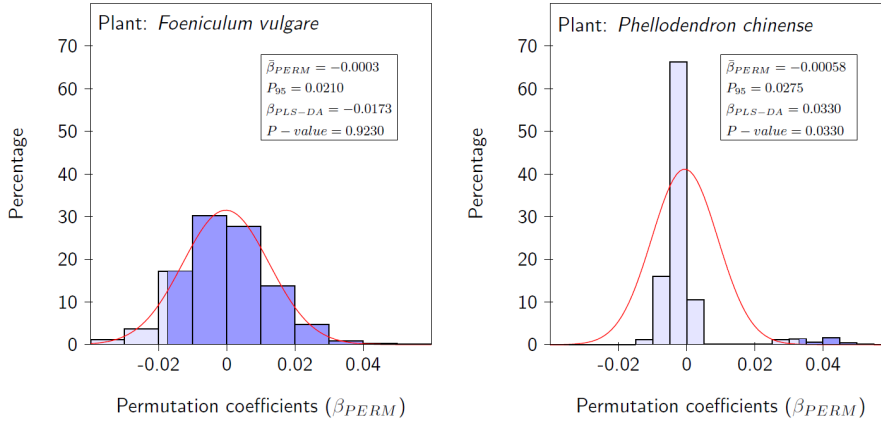 Plant: Foeniculum vulgare
β̄PERM = −0.0003
P95 = 0.0210
βPLS−DA = −0.0173
P − value = 0.9230
Percentage
70
60
50
40
30
20
10
0
-0.02
0
0.02
0.04
Permutation coefficients (βPERM)
Plant: Phellodendron chinense
β̄PERM = −0.00058
P95 = 0.0275
βPLS−DA = 0.0330
P − value = 0.0330
Percentage
70
60
50
40
30
20
10
0
-0.02
0
0.02
0.04
Permutation coefficients (βPERM)